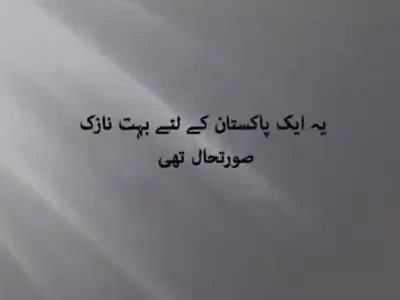 یہ ایک پاکستان کے لئے بہت نازک
صورتحال تھی